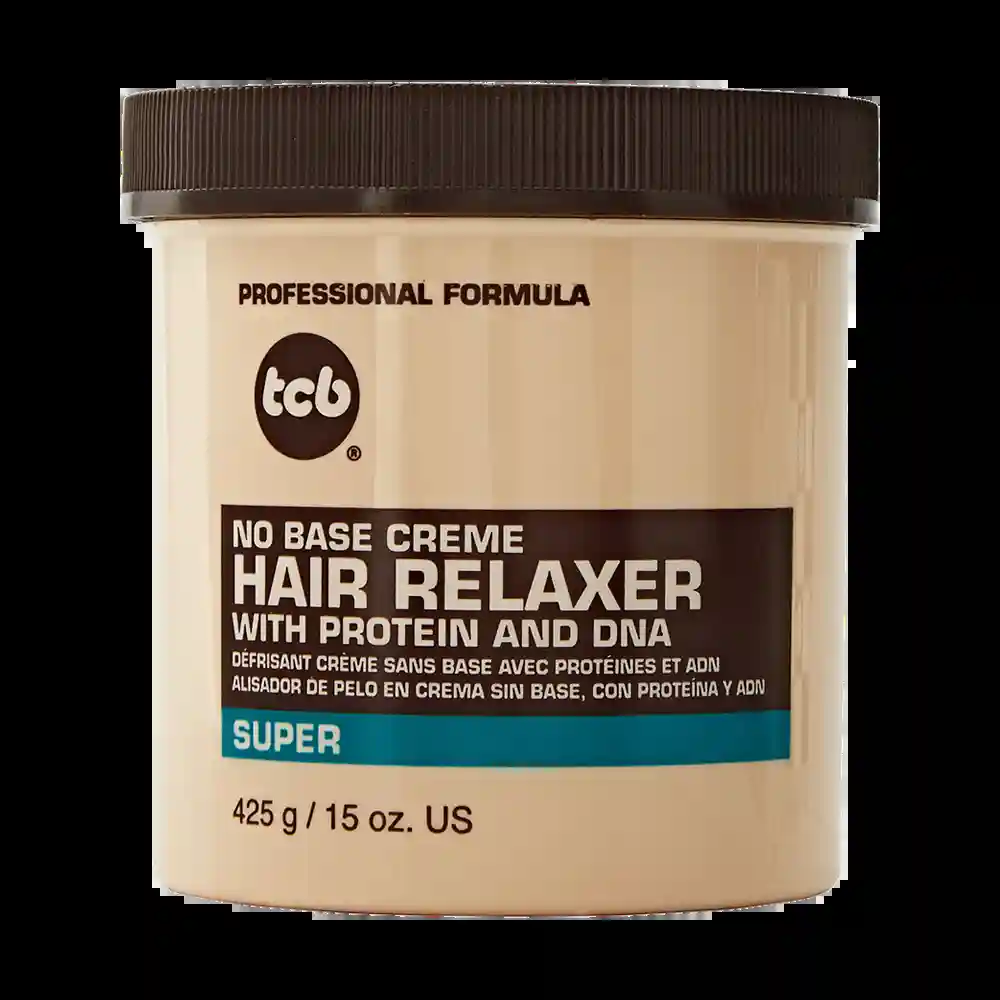 PROFESSIONAL FORMULA
tcb®
NO BASE CREME
HAIR RELAXER
WITH PROTEIN AND DNA
DÉFRISANT CRÈME SANS BASE AVEC PROTÉINES ET ADN
ALISADOR DE PELO EN CREMA SIN BASE, CON PROTEÍNA Y ADN
SUPER
425 g / 15 oz. US